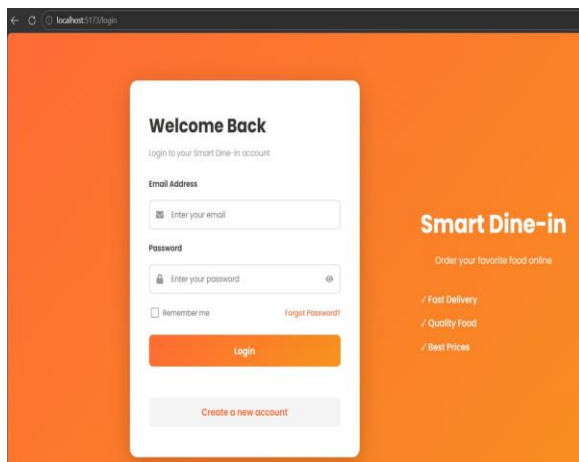 localhost:5173/login
Welcome Back
Login to your Smart Dine-in account
Email Address
Enter your email
Password
Enter your password
Remember me
Forgot Password?
Login
Create a new account
Smart Dine-in
Order your favorite food online
✓ Fast Delivery
✓ Quality Food
✓ Best Prices